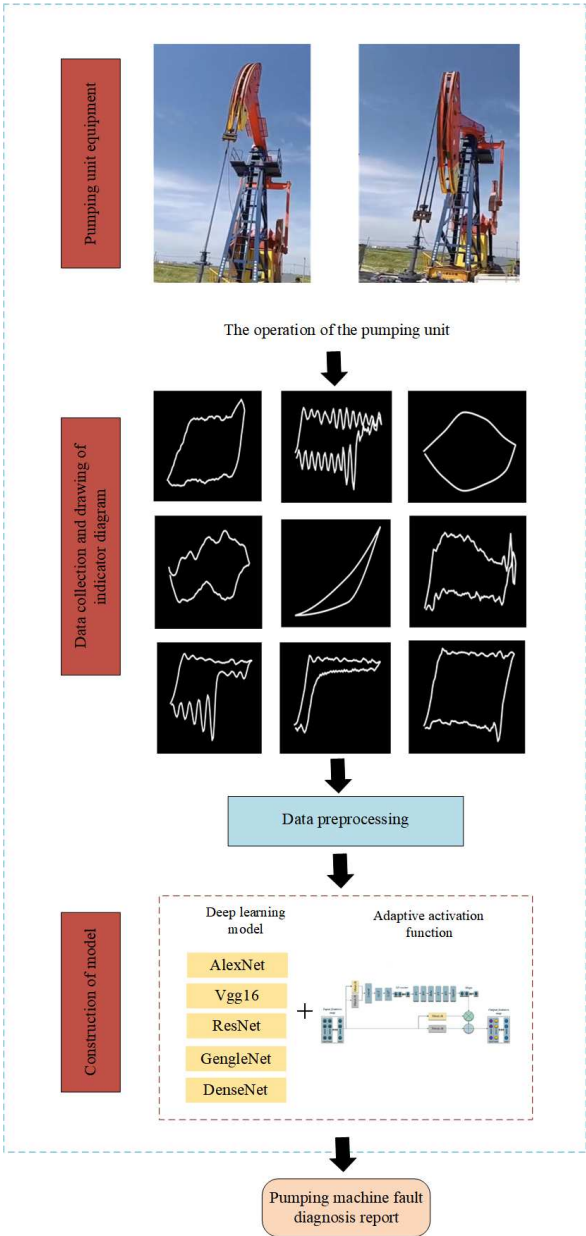 Pumping unit equipment
The operation of the pumping unit
Data collection and drawing of
indicator diagram
Data preprocessing
Construction of model
Deep learning
model
AlexNet
Vgg16
ResNet
GengleNet
DenseNet
+
Adaptive activation
function
Pumping machine fault
diagnosis report